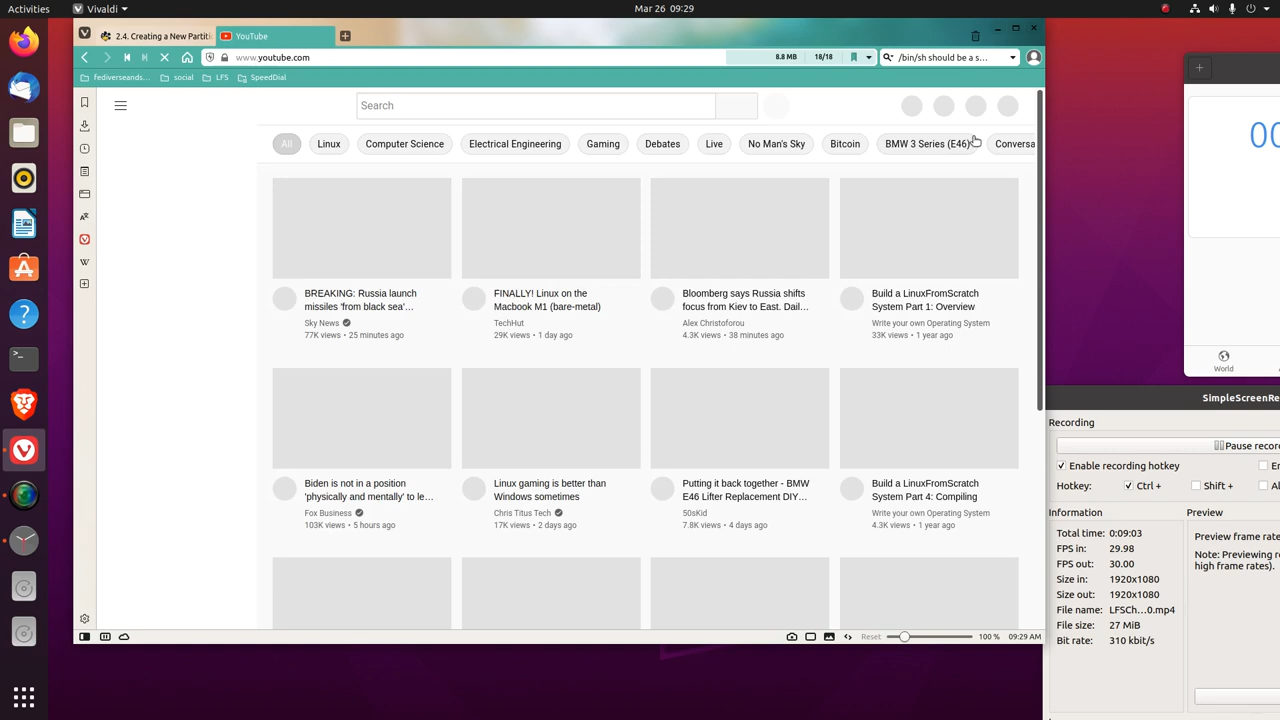 Activities
Vivaldi
Mar 26 09:29
2.4. Creating a New Partiti
YouTube
www.youtube.com
8.8 MB
18/18
/bin/sh should be a s...
fediverseands...
social
LFS
SpeedDial
Search
All
Linux
Computer Science
Electrical Engineering
Gaming
Debates
Live
No Man's Sky
Bitcoin
BMW 3 Series (E46)
Conversa
BREAKING: Russia launch
missiles 'from black sea'...
Sky News
77K views • 25 minutes ago
FINALLY! Linux on the
Macbook M1 (bare-metal)
TechHut
29K views • 1 day ago
Bloomberg says Russia shifts
focus from Kiev to East. Dail...
Alex Christoforou
4.3K views • 38 minutes ago
Build a LinuxFromScratch
System Part 1: Overview
Write your own Operating System
33K views • 1 year ago
Biden is not in a position
'physically and mentally' to le...
Fox Business
103K views • 5 hours ago
Linux gaming is better than
Windows sometimes
Chris Titus Tech
17K views • 2 days ago
Putting it back together - BMW
E46 Lifter Replacement DIY...
50sKid
7.8K views • 4 days ago
Build a LinuxFromScratch
System Part 4: Compiling
Write your own Operating System
4.3K views • 1 year ago
Reset
100 %
09:29 AM
00
World
SimpleScreenRe
Recording
Pause recor
Enable recording hotkey
En
Hotkey:
Ctrl +
Shift +
Al
Information
Total time: 0:09:03
FPS in: 29.98
FPS out: 30.00
Size in: 1920x1080
Size out: 1920x1080
File name: LFSCh...0.mp4
File size: 27 MiB
Bit rate: 310 kbit/s
Preview
Preview frame rate
Note: Previewing re
high frame rates).